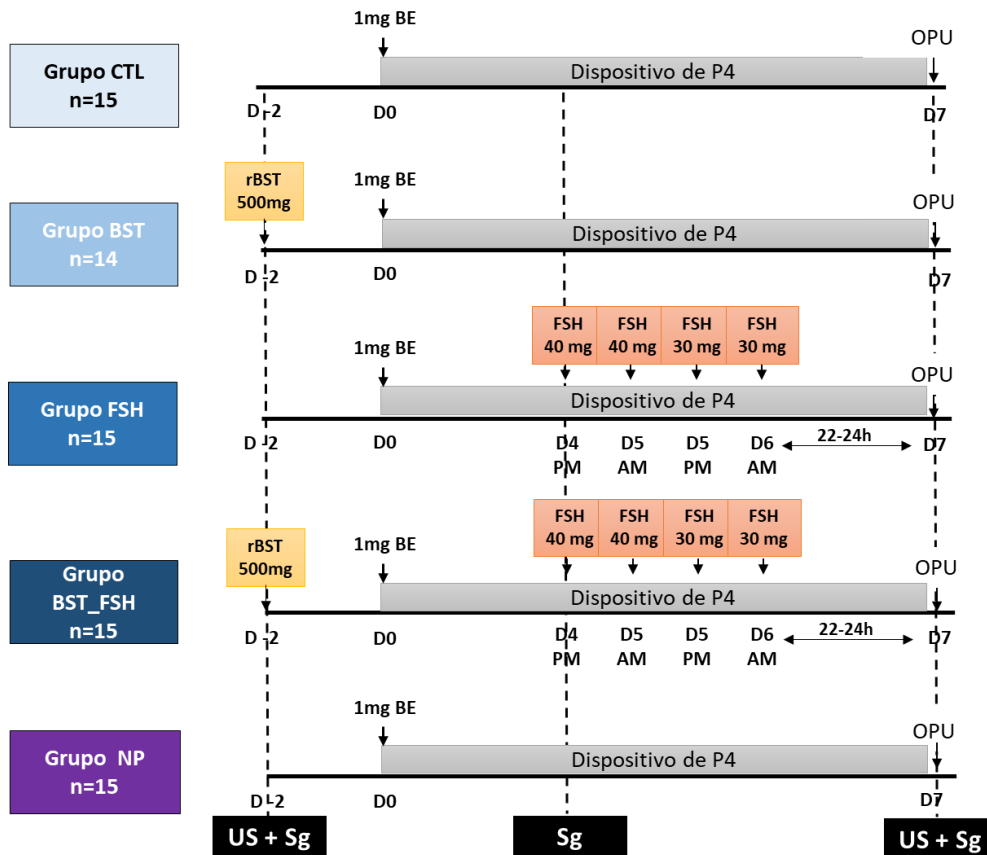 1mg BE
OPU
Grupo CTL
n=15
Dispositivo de P4
D -2
D0
D7
rBST
500mg
1mg BE
OPU
Grupo BST
n=14
Dispositivo de P4
D -2
D0
D7
FSH
40 mg
FSH
40 mg
FSH
30 mg
FSH
30 mg
1mg BE
OPU
Grupo FSH
n=15
Dispositivo de P4
D -2
D0
D4
PM
D5
AM
D5
PM
D6
AM
22-24h
D7
FSH
40 mg
FSH
40 mg
FSH
30 mg
FSH
30 mg
rBST
500mg
1mg BE
OPU
Grupo
BST_FSH
n=15
Dispositivo de P4
D -2
D0
D4
PM
D5
AM
D5
PM
D6
AM
22-24h
D7
1mg BE
OPU
Grupo NP
n=15
Dispositivo de P4
D -2
D0
D7
US + Sg
Sg
US + Sg